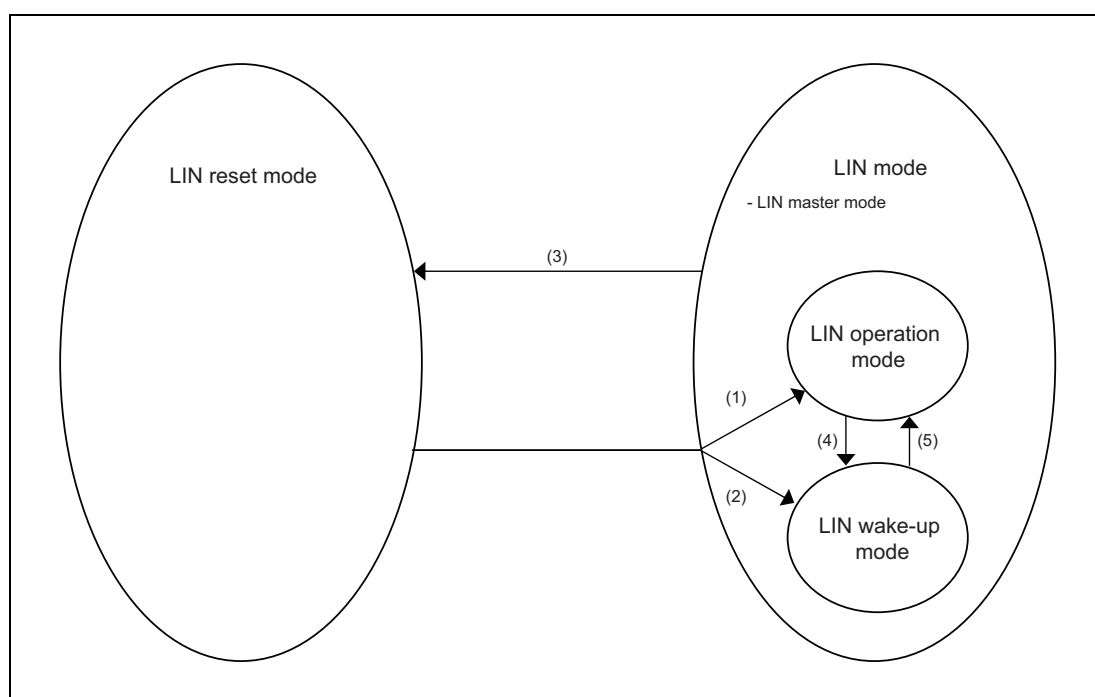 LIN reset mode
LIN mode
- LIN master mode
(3)
LIN operation
mode
(1)
(4)
(5)
(2)
LIN wake-up
mode